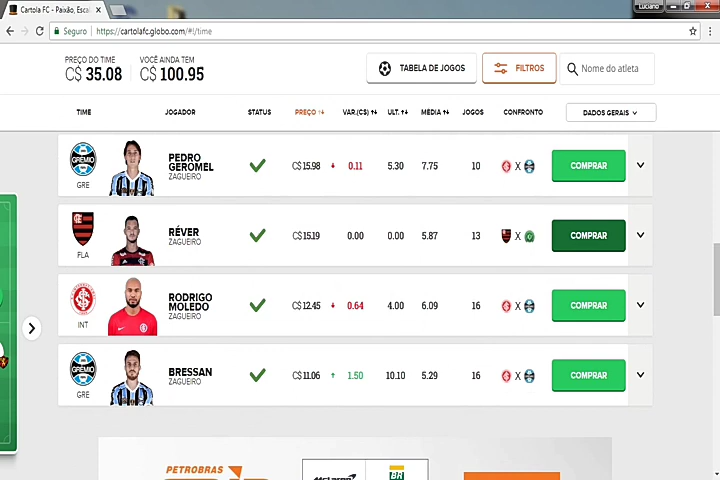 Luciano
Cartola FC - Paixão, Escal
Seguro
https://cartolafc.globo.com/#!/time
PREÇO DO TIME
C$ 35.08
VOCÊ AINDA TEM
C$ 100.95
TABELA DE JOGOS
FILTROS
Nome do atleta
TIME JOGADOR STATUS PREÇO VAR.(C$) ULT. MÉDIA JOGOS CONFRONTO DADOS GERAIS
GRÊMIO
GRE
PEDRO GEROMEL
ZAGUEIRO
C$ 15.98 0.11 5.30 7.75 10 X COMPRAR
FLA
RÉVER
ZAGUEIRO
C$ 15.19 0.00 0.00 5.87 13 X COMPRAR
INT
RODRIGO MOLEDO
ZAGUEIRO
C$ 12.45 0.64 4.00 6.09 16 X COMPRAR
GRÊMIO
GRE
BRESSAN
ZAGUEIRO
C$ 11.06 1.50 10.10 5.29 16 X COMPRAR
PETROBRAS
McLaren
BR